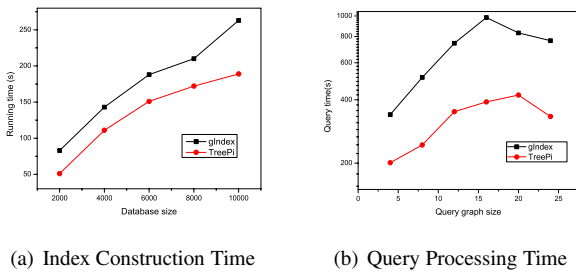 250
200
150
100
50
Running time (s)
gIndex
TreePi
2000 4000 6000 8000 10000
Database size
(a) Index Construction Time
1000
800
600
400
200
Query time(s)
gIndex
TreePi
0 5 10 15 20 25
Query graph size
(b) Query Processing Time